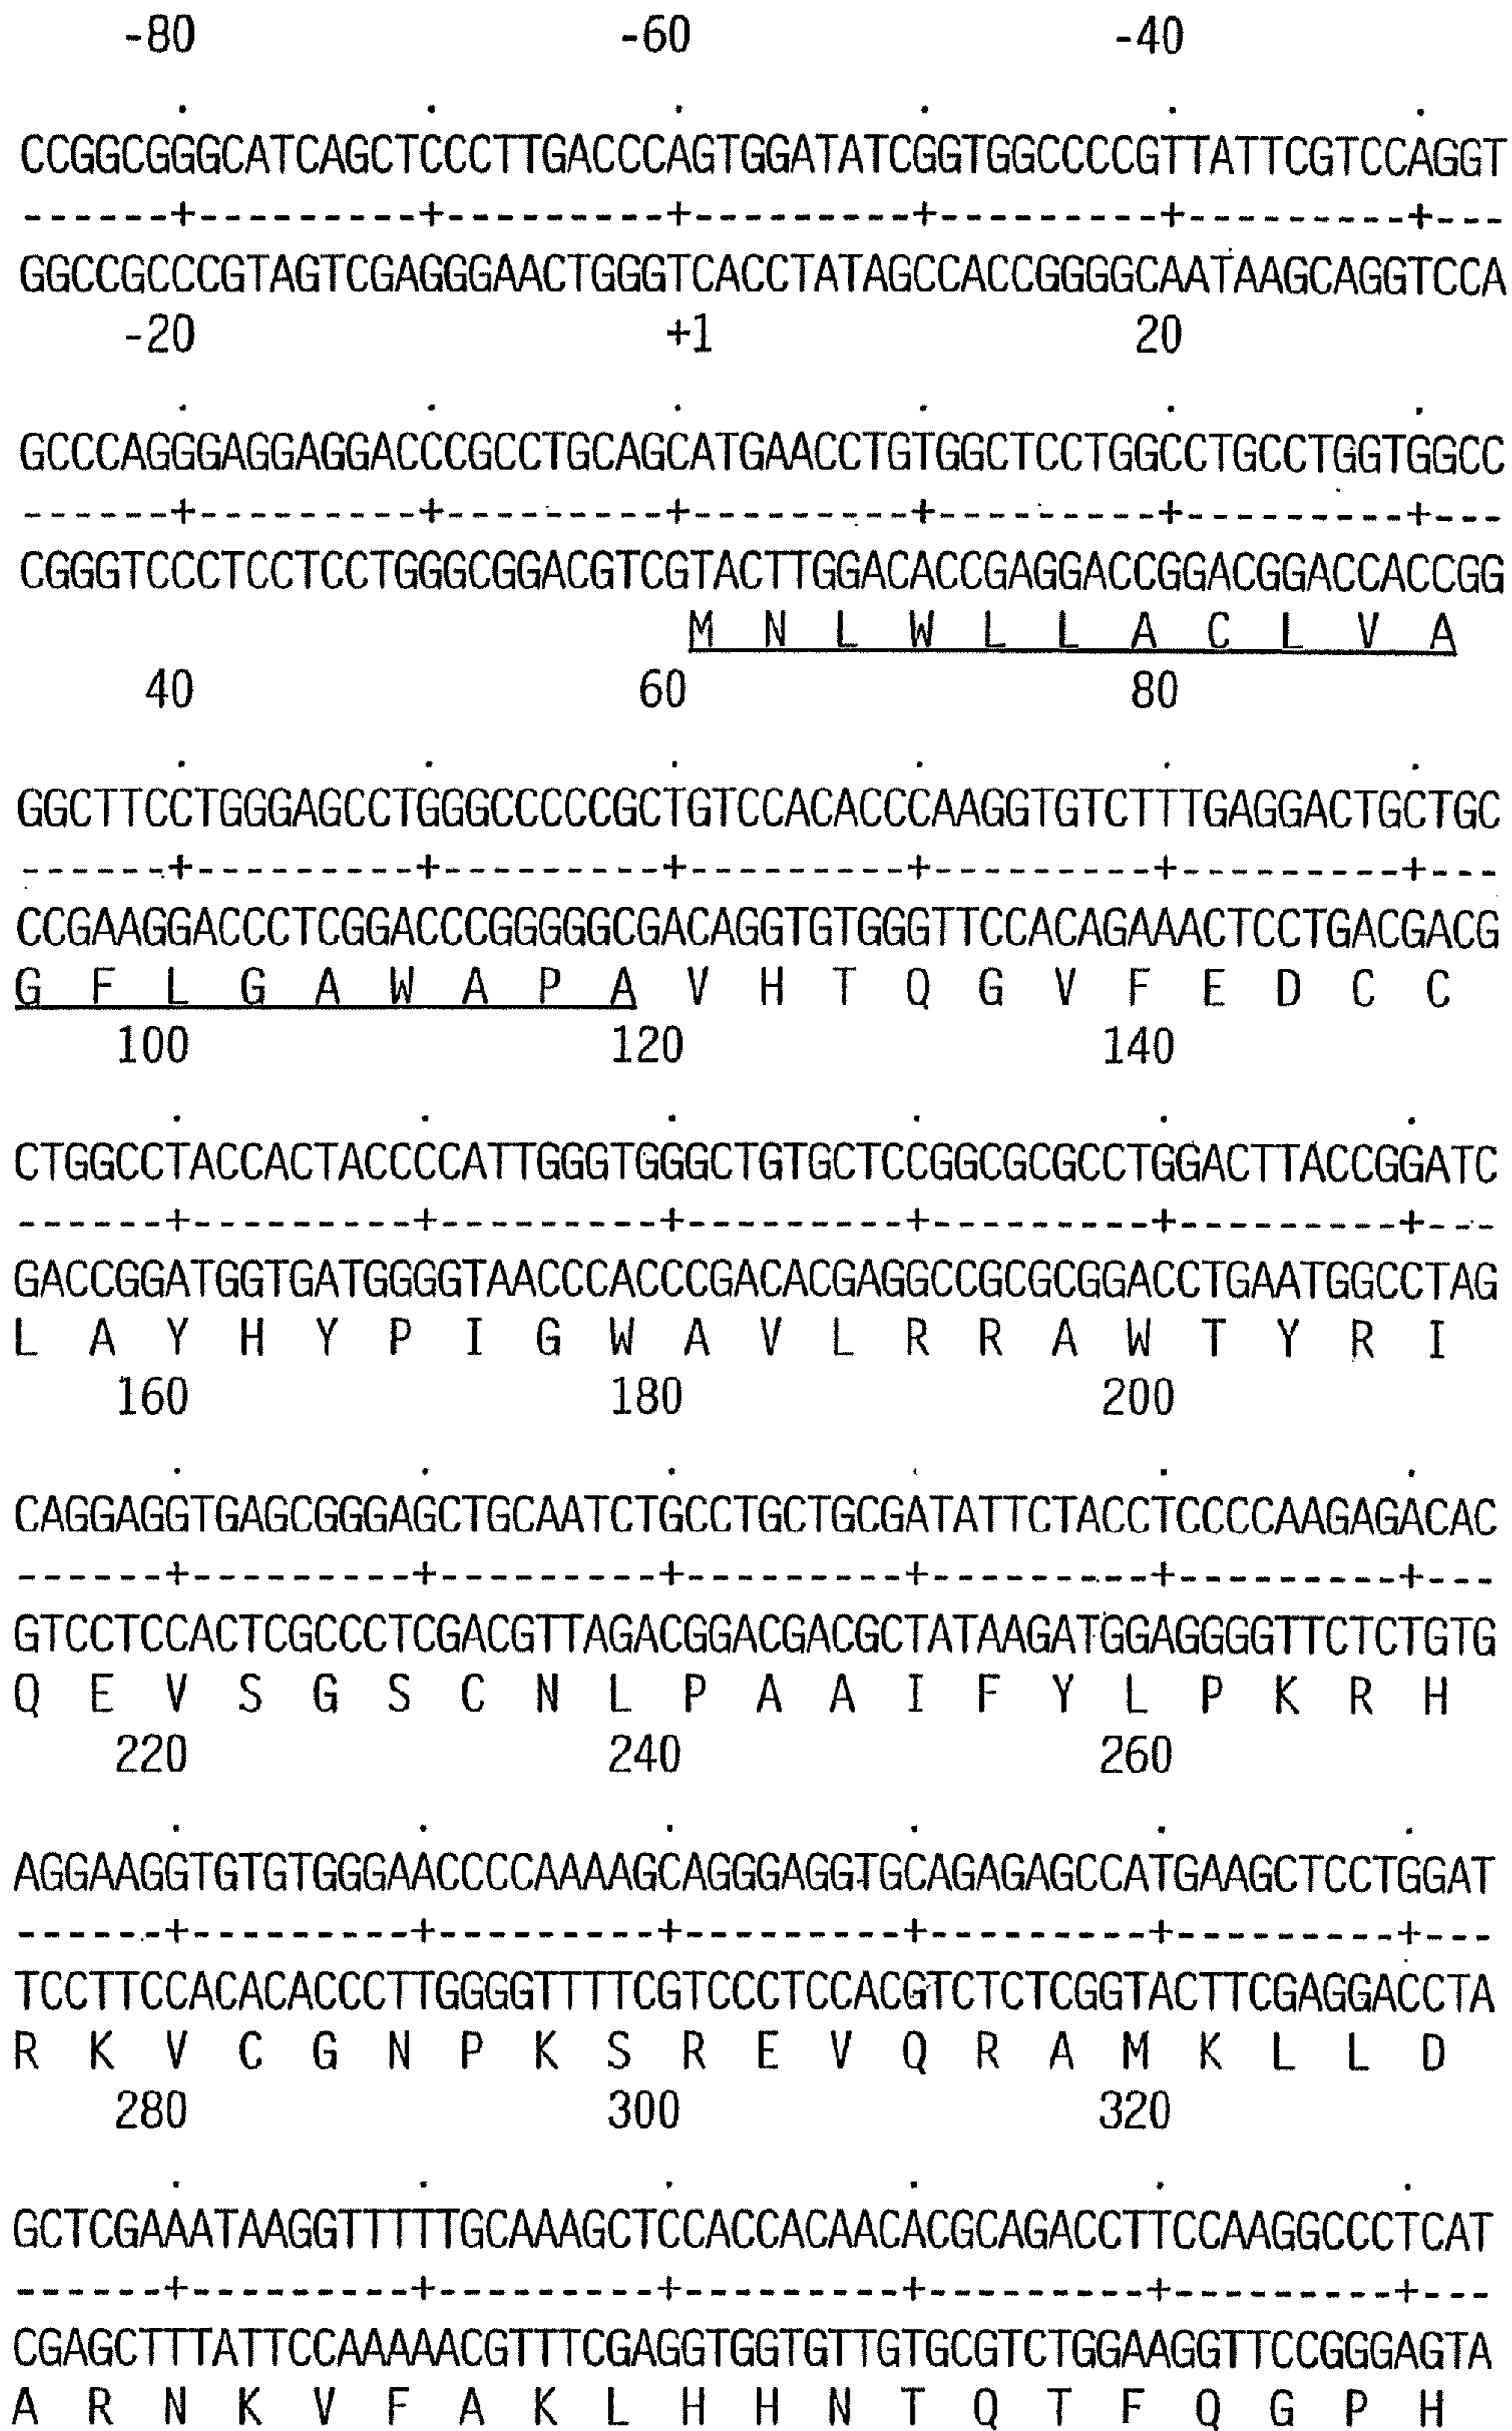 -80 -60 -40
. . . . . .
CCGGCGGGCATCAGCTCCCTTGACCCAGTGGATATCGGTGGCCCCGTTATTCGTCCAGGT
------+---------+---------+---------+---------+---------+---
GGCCGCCCGTAGTCGAGGGAACTGGGTCACCTATAGCCACCGGGGCAATAAGCAGGTCCA
-20 +1 20
. . . . . .
GCCCAGGGAGGAGGACCCGCCTGCAGCATGAACCTGTGGCTCCTGGCCTGCCTGGTGGCC
------+---------+---------+---------+---------+---------+---
CGGGTCCCTCCTCCTGGGCGGACGTCGTACTTGGACACCGAGGACCGGACGGACCACCGG
M N L W L L A C L V A
40 60 80
. . . . . .
GGCTTCCTGGGAGCCTGGGCCCCCGCTGTCCACACCCAAGGTGTCTTTGAGGACTGCTGC
------+---------+---------+---------+---------+---------+---
CCGAAGGACCCTCGGACCCGGGGGCGACAGGTGTGGGTTCCACAGAAACTCCTGACGACG
G F L G A W A P A V H T Q G V F E D C C
100 120 140
. . . . . .
CTGGCCTACCACTACCCCATTGGGTGGGCTGTGCTCCGGCGCGCCTGGACTTACCGGATC
------+---------+---------+---------+---------+---------+---
GACCGGATGGTGATGGGGTAACCCACCCGACACGAGGCCGCGCGGACCTGAATGGCCTAG
L A Y H Y P I G W A V L R R A W T Y R I
160 180 200
. . . . . .
CAGGAGGTGAGCGGGAGCTGCAATCTGCCTGCTGCGATATTCTACCTCCCCAAGAGACAC
------+---------+---------+---------+---------+---------+---
GTCCTCCACTCGCCCTCGACGTTAGACGGACGACGCTATAAGATGGAGGGGTTCTCTGTG
Q E V S G S C N L P A A I F Y L P K R H
220 240 260
. . . . . .
AGGAAGGTGTGTGGGAACCCCAAAAGCAGGGAGGTGCAGAGAGCCATGAAGCTCCTGGAT
------+---------+---------+---------+---------+---------+---
TCCTTCCACACACCCTTGGGGTTTTCGTCCCTCCACGTCTCTCGGTACTTCGAGGACCTA
R K V C G N P K S R E V Q R A M K L L D
280 300 320
. . . . . .
GCTCGAAATAAGGTTTTTGCAAAGCTCCACCACAACACGCAGACCTTCCAAGGCCCTCAT
------+---------+---------+---------+---------+---------+---
CGAGCTTTATTCCAAAAACGTTTCGAGGTGGTGTTGTGCGTCTGGAAGGTTCCGGGAGTA
A R N K V F A K L H H N T Q T F Q G P H